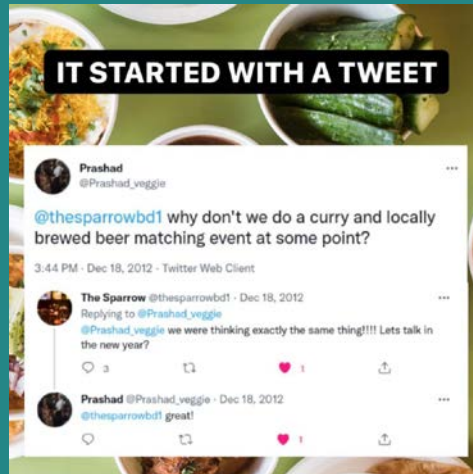 IT STARTED WITH A TWEET
Prashad
@Prashad_veggie
@thesparrowbd1 why don't we do a curry and locally
brewed beer matching event at some point?
3:44 PM · Dec 18, 2012 · Twitter Web Client
The Sparrow @thesparrowbd1 · Dec 18, 2012
Replying to @Prashad_veggie
@Prashad_veggie we were thinking exactly the same thing!!!! Lets talk in
the new year?
3 1
Prashad @Prashad_veggie · Dec 18, 2012
@thesparrowbd1 great!
1